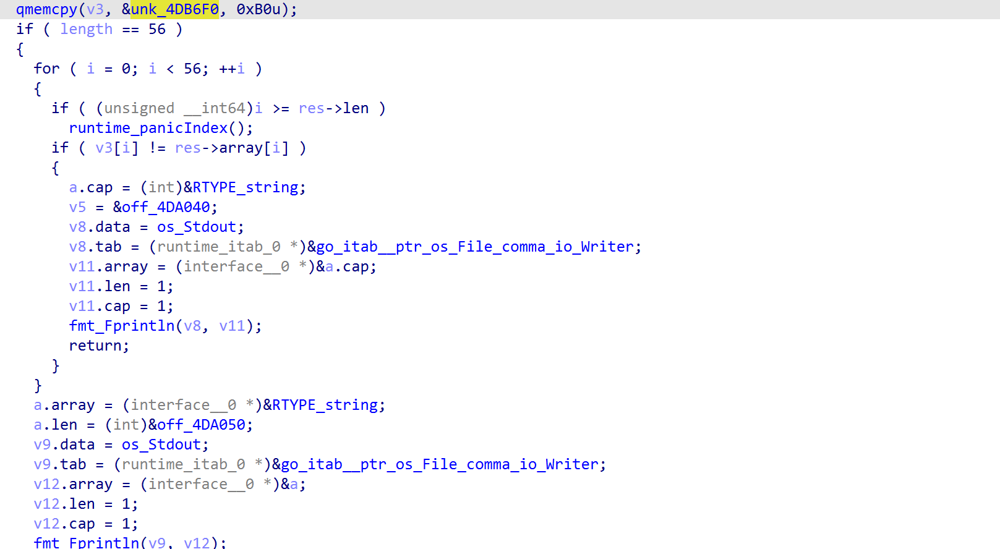 qmemcpy(v3, &unk_4DB6F0, 0xB0u);
if ( length == 56 )
{
for ( i = 0; i < 56; ++i )
{
if ( (unsigned __int64)i >= res->len )
runtime_panicIndex();
if ( v3[i] != res->array[i] )
{
a.cap = (int)&RTYPE_string;
v5 = &off_4DA040;
v8.data = os_Stdout;
v8.tab = (runtime_itab_0 *)&go_itab__ptr_os_File_comma_io_Writer;
v11.array = (interface__0 *)&a.cap;
v11.len = 1;
v11.cap = 1;
fmt_Fprintln(v8, v11);
return;
}
}
a.array = (interface__0 *)&RTYPE_string;
a.len = (int)&off_4DA050;
v9.data = os_Stdout;
v9.tab = (runtime_itab_0 *)&go_itab__ptr_os_File_comma_io_Writer;
v12.array = (interface__0 *)&a;
v12.len = 1;
v12.cap = 1;
fmt_Fprintln(v9, v12);